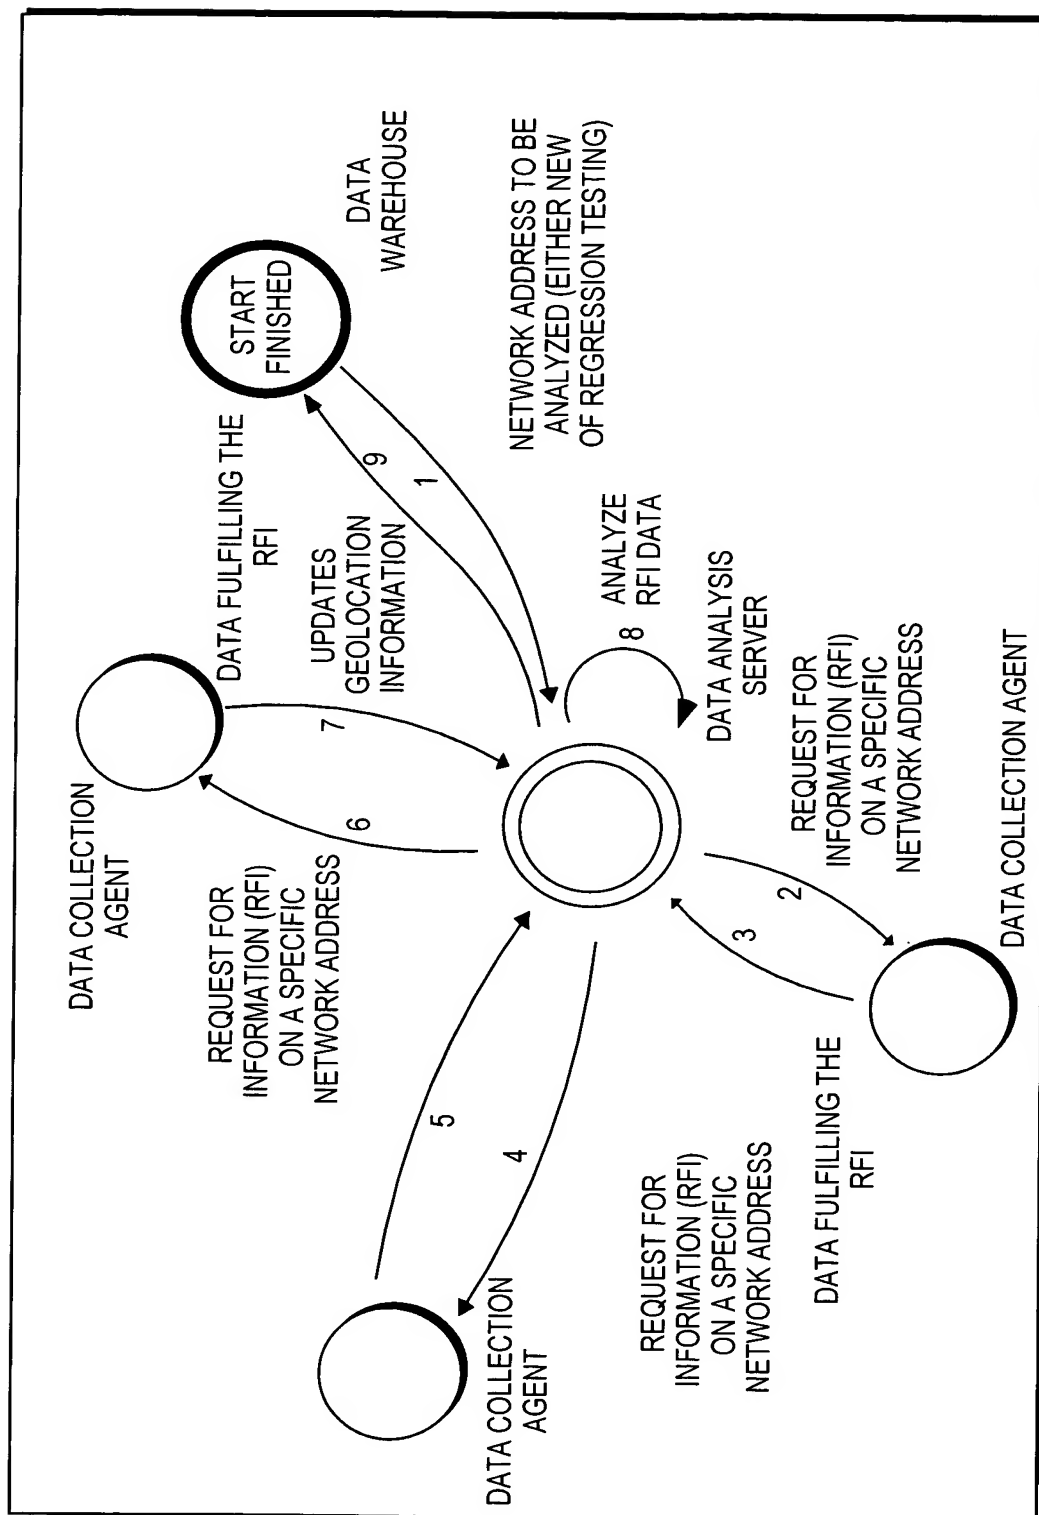 DATA COLLECTION
AGENT
DATA FULFILLING THE
RFI
START
FINISHED
DATA
WAREHOUSE
REQUEST FOR
INFORMATION (RFI)
ON A SPECIFIC
NETWORK ADDRESS
6
7
UPDATES
GEOLOCATION
INFORMATION
9
1
NETWORK ADDRESS TO BE
ANALYZED (EITHER NEW
OF REGRESSION TESTING)
5
4
8
ANALYZE
RFI DATA
DATA ANALYSIS
SERVER
DATA COLLECTION
AGENT
REQUEST FOR
INFORMATION (RFI)
ON A SPECIFIC
NETWORK ADDRESS
3
2
REQUEST FOR
INFORMATION (RFI)
ON A SPECIFIC
NETWORK ADDRESS
DATA FULFILLING THE
RFI
DATA COLLECTION AGENT